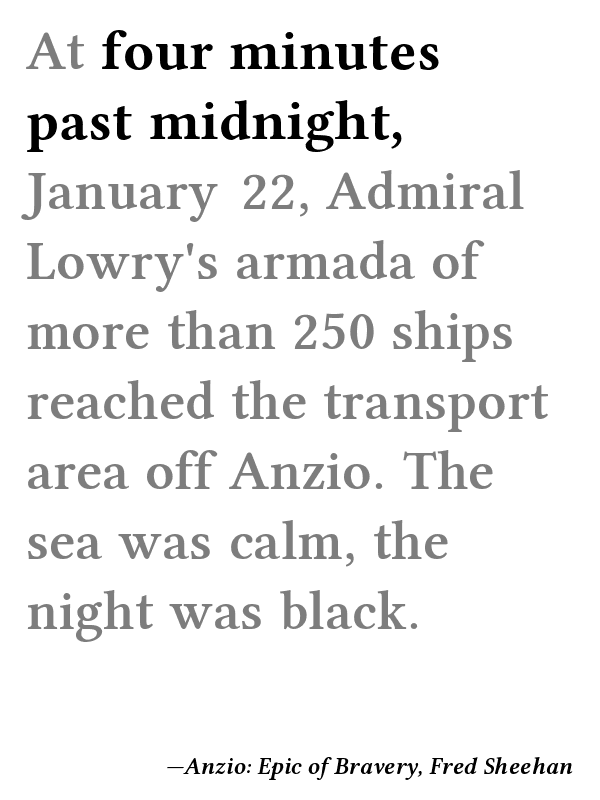 At four minutes
past midnight,
January 22, Admiral
Lowry's armada of
more than 250 ships
reached the transport
area off Anzio. The
sea was calm, the
night was black.
—Anzio: Epic of Bravery, Fred Sheehan